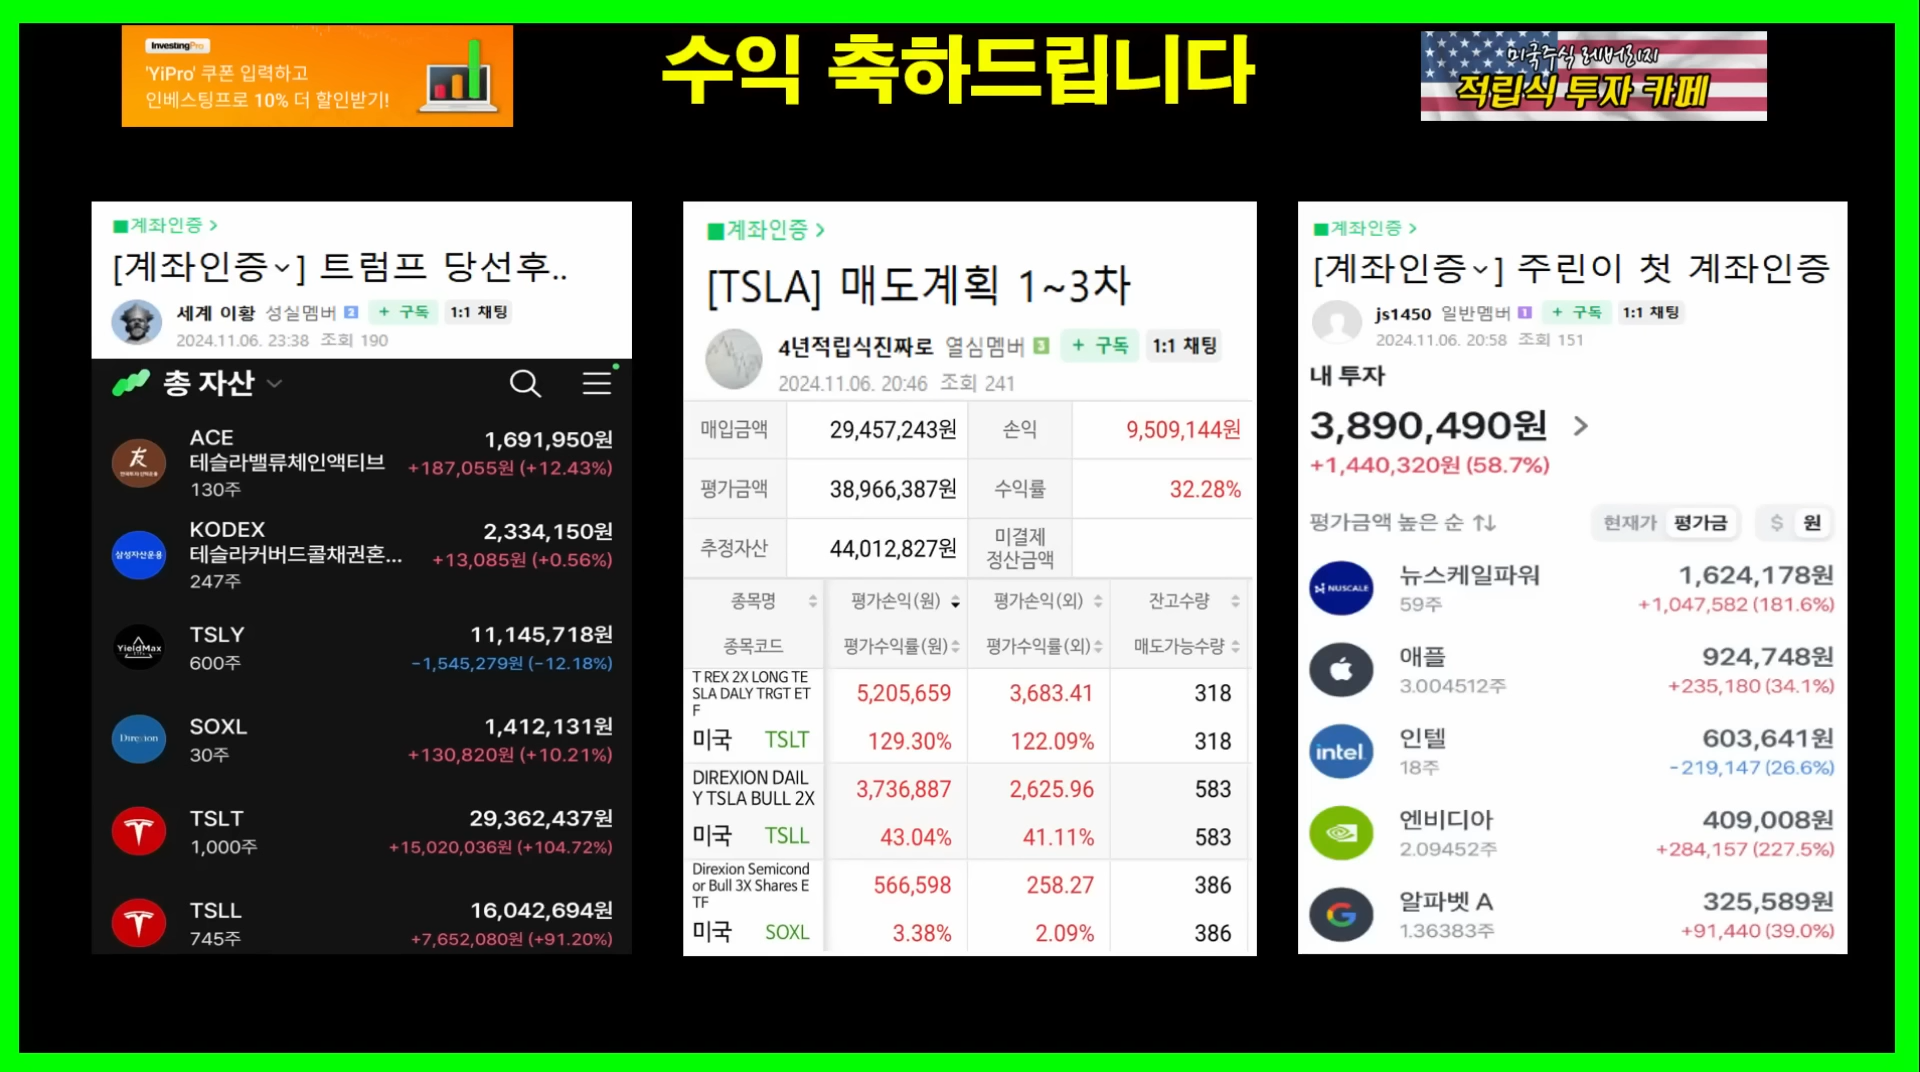 InvestingPro
'YiPro' 쿠폰 입력하고
인베스팅프로 10% 더 할인받기!
수익 축하드립니다
미국주식 레버리지
적립식 투자 카페
■계좌인증 >
[계좌인증] 트럼프 당선후..
세계 이황 성실멤버 2 + 구독 1:1 채팅
2024.11.06. 23:38 조회 190
총 자산
ACE
테슬라밸류체인액티브
130주
1,691,950원
+187,055원 (+12.43%)
삼성자산운용
KODEX
테슬라커버드콜채권혼...
247주
2,334,150원
+13,085원 (+0.56%)
YieldMax
TSLY
600주
11,145,718원
-1,545,279원 (-12.18%)
Direxion
SOXL
30주
1,412,131원
+130,820원 (+10.21%)
TSLT
1,000주
29,362,437원
+15,020,036원 (+104.72%)
TSLL
745주
16,042,694원
+7,652,080원 (+91.20%)
■계좌인증 >
[TSLA] 매도계획 1~3차
4년적립식진짜로 열심멤버 3 + 구독 1:1 채팅
2024.11.06. 20:46 조회 241
매입금액 29,457,243원 손익 9,509,144원
평가금액 38,966,387원 수익률 32.28%
추정자산 44,012,827원 미결제
정산금액
종목명 평가손익(원) 평가손익(외) 잔고수량
종목코드 평가수익률(원) 평가수익률(외) 매도가능수량
T REX 2X LONG TE
SLA DALY TRGT ET
F
5,205,659 3,683.41 318
미국 TSLT 129.30% 122.09% 318
DIREXION DAIL
Y TSLA BULL 2X
3,736,887 2,625.96 583
미국 TSLL 43.04% 41.11% 583
Direxion Semicond
or Bull 3X Shares E
TF
566,598 258.27 386
미국 SOXL 3.38% 2.09% 386
■계좌인증 >
[계좌인증] 주린이 첫 계좌인증
js1450 일반멤버 1 + 구독 1:1 채팅
2024.11.06. 20:58 조회 151
내 투자
3,890,490원 >
+1,440,320원 (58.7%)
평가금액 높은 순 현재가 평가금 $ 원
NUSCALE
뉴스케일파워 1,624,178원
59주 +1,047,582 (181.6%)
애플 924,748원
3.004512주 +235,180 (34.1%)
intel
인텔 603,641원
18주 -219,147 (26.6%)
엔비디아 409,008원
2.09452주 +284,157 (227.5%)
알파벳 A 325,589원
1.36383주 +91,440 (39.0%)